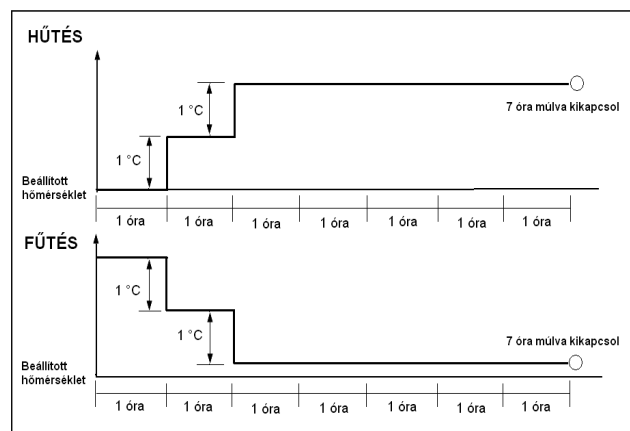 HŰTÉS
1 °C
7 óra múlva kikapcsol
1 °C
Beállított
hőmérséklet
1 óra 1 óra 1 óra 1 óra 1 óra 1 óra 1 óra
FŰTÉS
1 °C
1 °C
7 óra múlva kikapcsol
Beállított
hőmérséklet
1 óra 1 óra 1 óra 1 óra 1 óra 1 óra 1 óra